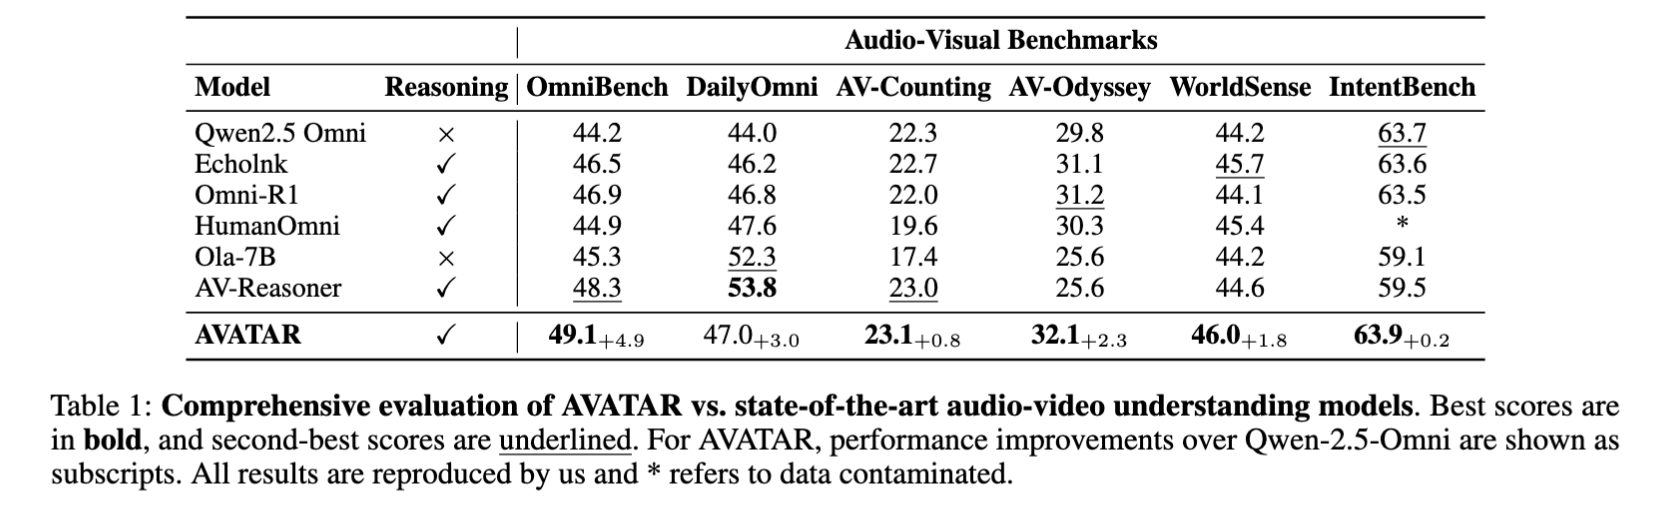 Audio-Visual Benchmarks
Model Reasoning OmniBench DailyOmni AV-Counting AV-Odyssey WorldSense IntentBench
Qwen2.5 Omni × 44.2 44.0 22.3 29.8 44.2 63.7
EchoInk ✓ 46.5 46.2 22.7 31.1 45.7 63.6
Omni-R1 ✓ 46.9 46.8 22.0 31.2 44.1 63.5
HumanOmni ✓ 44.9 47.6 19.6 30.3 45.4 *
Ola-7B × 45.3 52.3 17.4 25.6 44.2 59.1
AV-Reasoner ✓ 48.3 53.8 23.0 25.6 44.6 59.5
AVATAR ✓ 49.1+4.9 47.0+3.0 23.1+0.8 32.1+2.3 46.0+1.8 63.9+0.2
Table 1: Comprehensive evaluation of AVATAR vs. state-of-the-art audio-video understanding models. Best scores are
in bold, and second-best scores are underlined. For AVATAR, performance improvements over Qwen-2.5-Omni are shown as
subscripts. All results are reproduced by us and * refers to data contaminated.